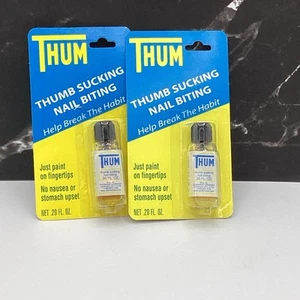 THUM
THUMB SUCKING
NAIL BITING
Help Break The Habit
Just paint
on fingertips
No nausea or
stomach upset
NET .20 FL. OZ.
THUM
THUM
THUMB SUCKING
NAIL BITING
Help Break The Habit
Just paint
on fingertips
No nausea or
stomach upset
NET .20 FL. OZ.
THUM